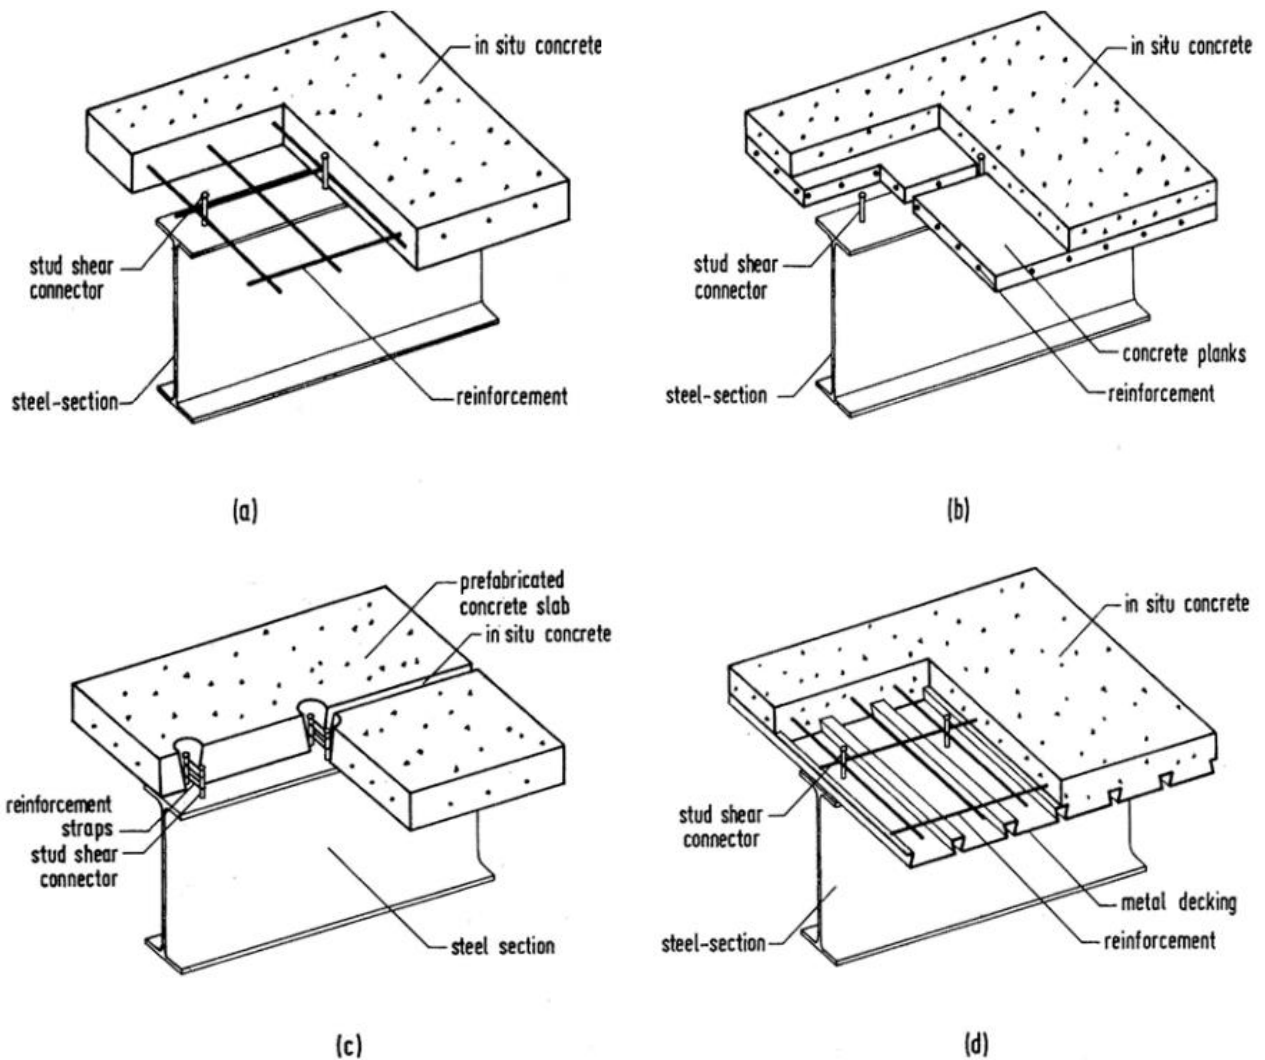 in situ concrete
stud shear
connector
steel-section
reinforcement
(a)
in situ concrete
stud shear
connector
concrete planks
steel-section
reinforcement
(b)
prefabricated
concrete slab
in situ concrete
reinforcement
straps
stud shear
connector
steel section
(c)
in situ concrete
stud shear
connector
metal decking
steel-section
reinforcement
(d)